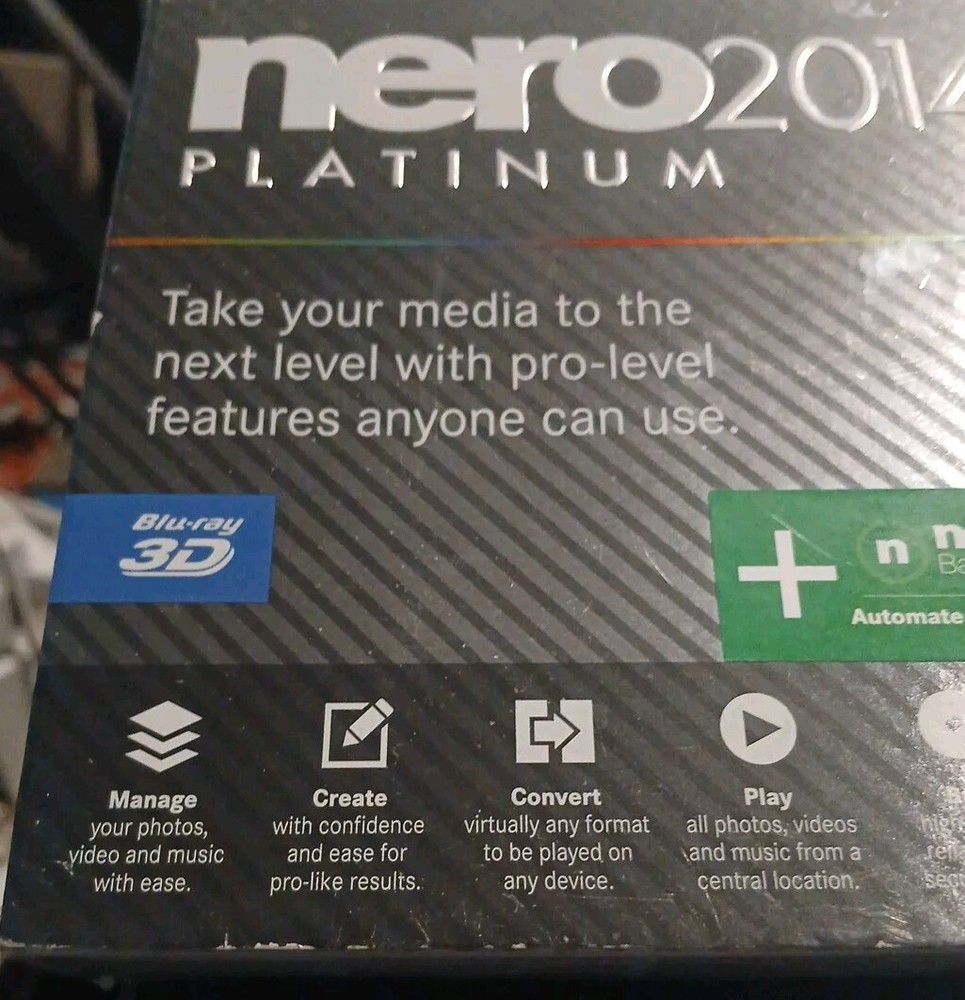 nero2014
PLATINUM
Take your media to the
next level with pro-level
features anyone can use.
Blu-ray
3D
+ n n
Automate
Manage
your photos,
video and music
with ease.
Create
with confidence
and ease for
pro-like results.
Convert
virtually any format
to be played on
any device.
Play
all photos, videos
and music from a
central location.